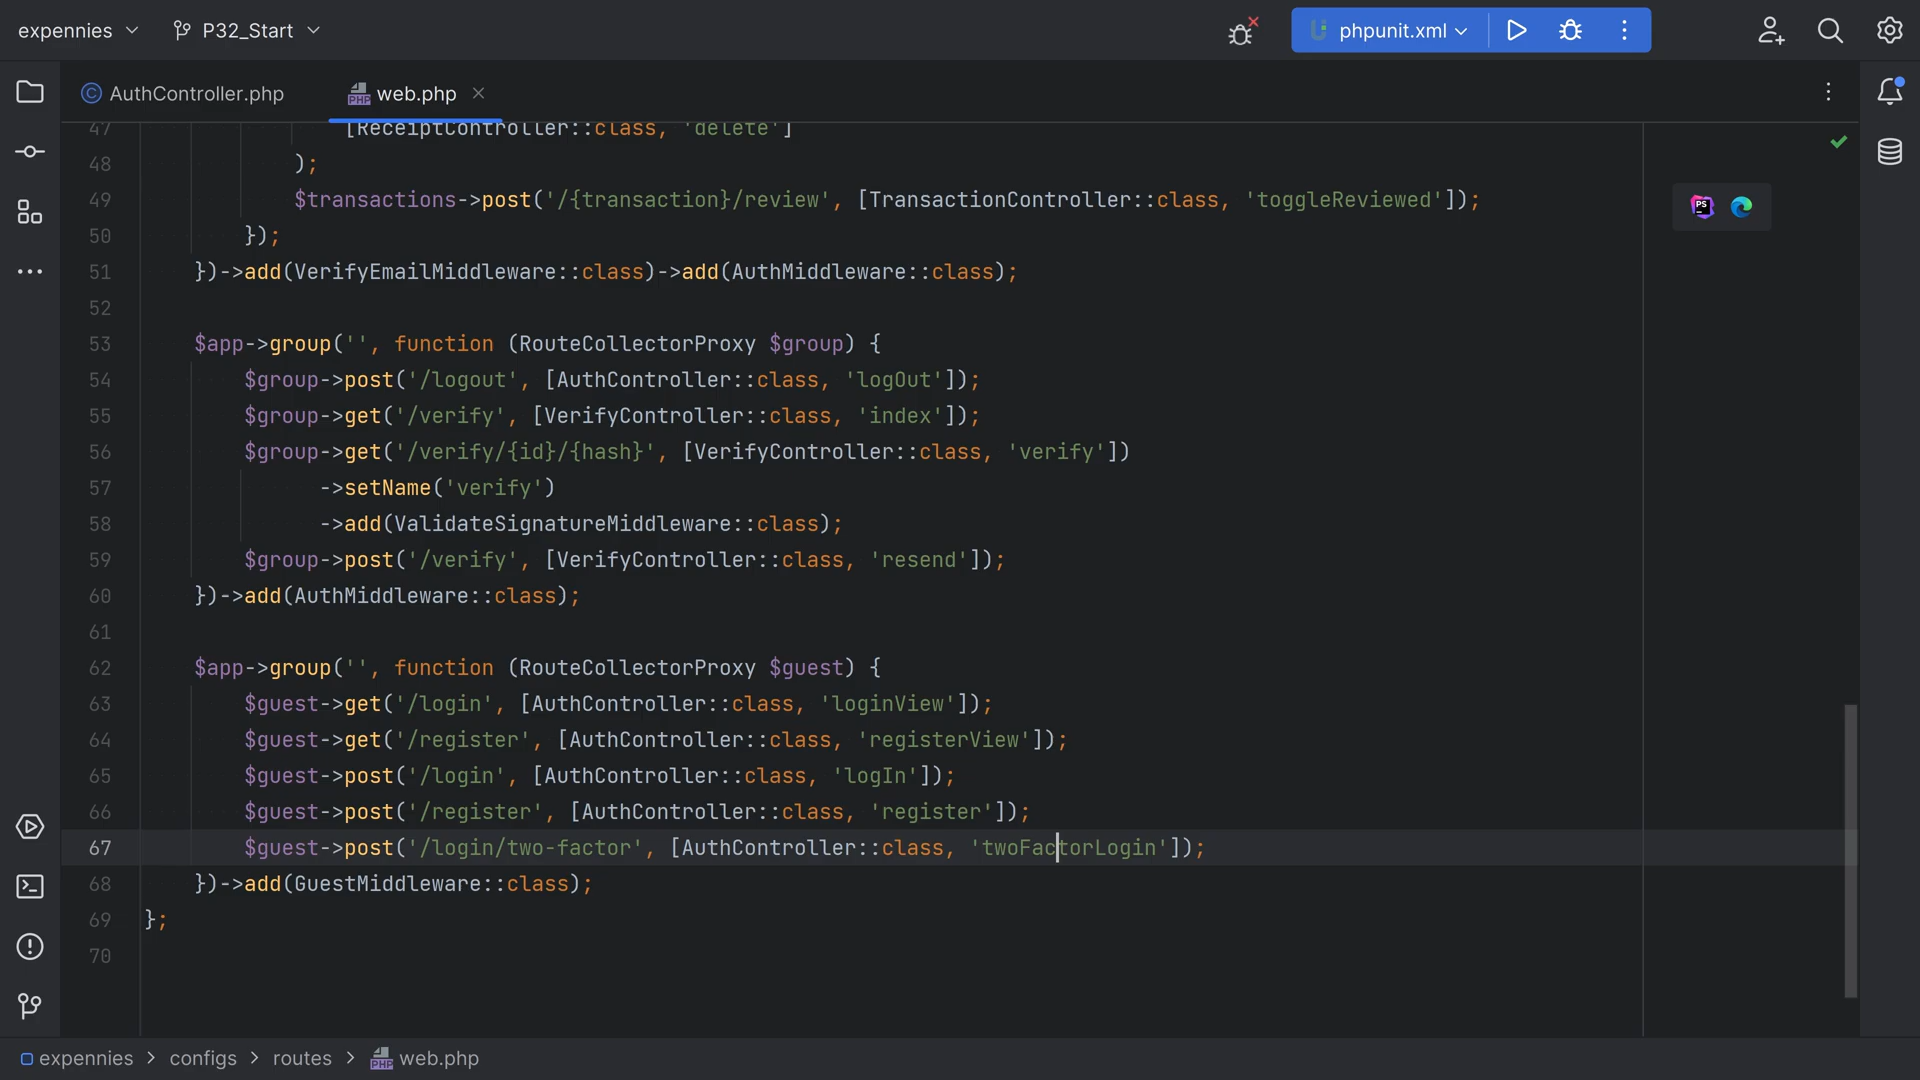 expennies P32_Start phpunit.xml
AuthController.php web.php
47 [ReceiptController::class, 'delete']
48 );
49 $transactions->post('/{transaction}/review', [TransactionController::class, 'toggleReviewed']);
50 });
51 })->add(VerifyEmailMiddleware::class)->add(AuthMiddleware::class);
52
53 $app->group('', function (RouteCollectorProxy $group) {
54 $group->post('/logout', [AuthController::class, 'logOut']);
55 $group->get('/verify', [VerifyController::class, 'index']);
56 $group->get('/verify/{id}/{hash}', [VerifyController::class, 'verify'])
57 ->setName('verify')
58 ->add(ValidateSignatureMiddleware::class);
59 $group->post('/verify', [VerifyController::class, 'resend']);
60 })->add(AuthMiddleware::class);
61
62 $app->group('', function (RouteCollectorProxy $guest) {
63 $guest->get('/login', [AuthController::class, 'loginView']);
64 $guest->get('/register', [AuthController::class, 'registerView']);
65 $guest->post('/login', [AuthController::class, 'logIn']);
66 $guest->post('/register', [AuthController::class, 'register']);
67 $guest->post('/login/two-factor', [AuthController::class, 'twoFactorLogin']);
68 })->add(GuestMiddleware::class);
69 };
70
expennies > configs > routes > web.php